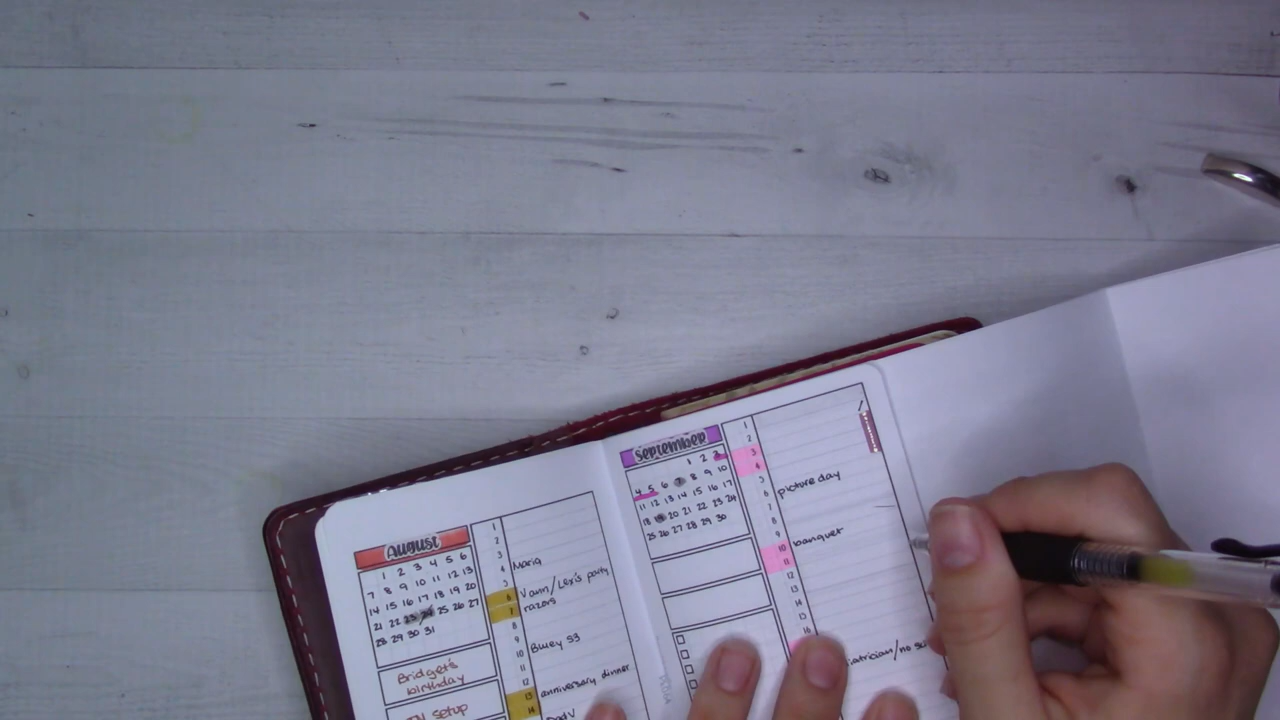 AUGUST
1 2 3 4 5 6
7 8 9 10 11 12 13
14 15 16 17 18 19 20
21 22 23 24 25 26 27
28 29 30 31
Bridget's
birthday
setup
1
2
3
4 Maria
5
6 Vann/Lex's party
7 razors
8
9
10 Bluey S3
11
12
13 anniversary dinner
14
SEPTEMBER
1 2 3
4 5 6 7 8 9 10
11 12 13 14 15 16 17
18 19 20 21 22 23 24
25 26 27 28 29 30
1
2
3
4
5
6 picture day
7
8
9
10 banquet
11
12
13
14
15
16